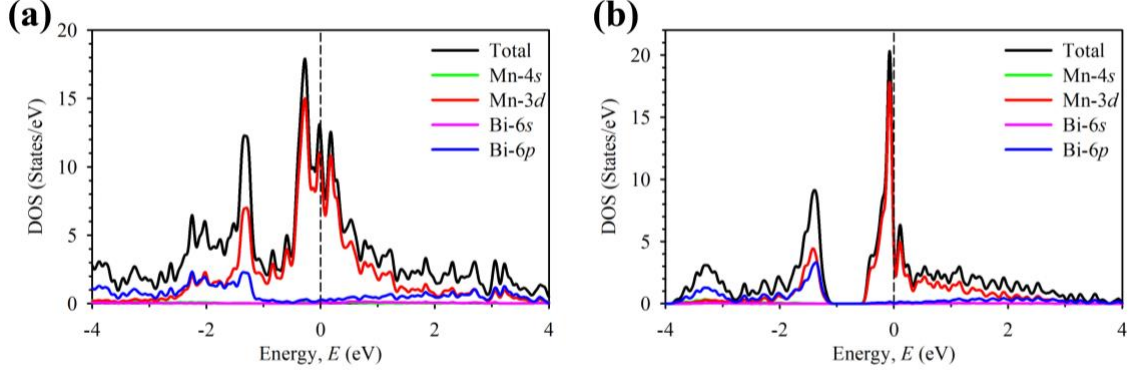 (a)
20
15
10
5
0
DOS (States/eV)
Total
Mn-4s
Mn-3d
Bi-6s
Bi-6p
-4 -2 0 2 4
Energy, E (eV)
(b)
20
15
10
5
0
DOS (States/eV)
Total
Mn-4s
Mn-3d
Bi-6s
Bi-6p
-4 -2 0 2 4
Energy, E (eV)